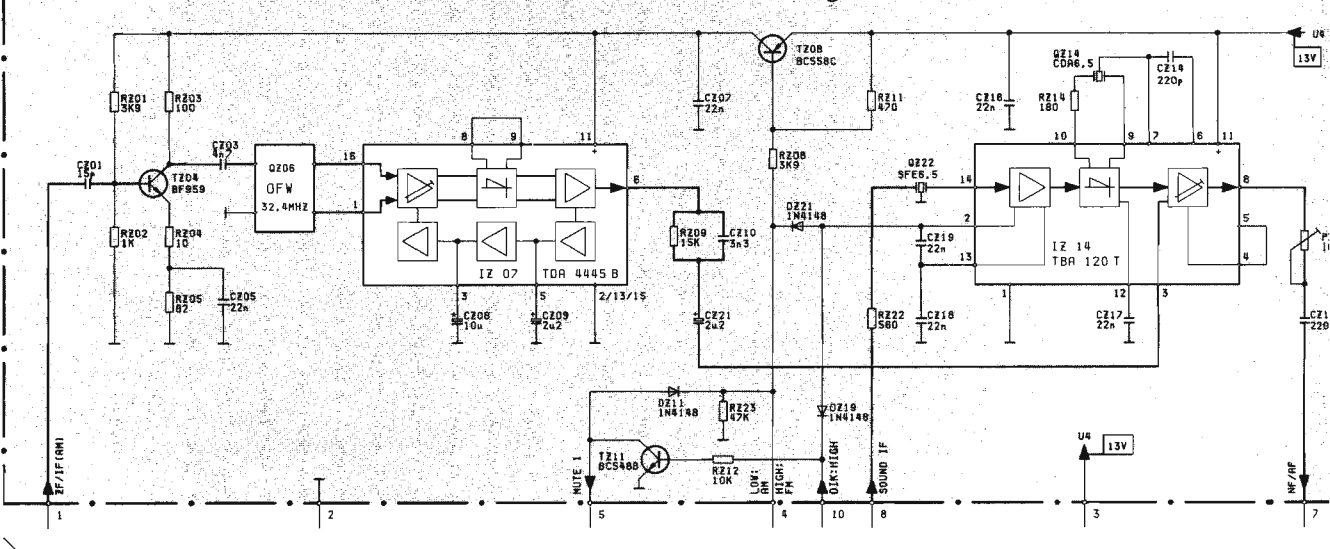 U4
13V
TZ08
BC558C
QZ14
CDA6,5
CZ14
220p
RZ01
3K9
RZ03
100
CZ07
22n
RZ11
470
CZ16
22n
RZ14
180
8
9
11
10
9
7
6
11
+
+
CZ03
4n7
CZ01
TZ04
BF959
QZ06
OFW
32,4MHZ
16
1
6
RZ08
3K9
QZ22
SFE6,5
14
8
DZ21
1N4148
2
5
RZ02
1K
RZ04
10
RZ09
15K
CZ10
3n3
CZ19
22n
13
IZ 14
TBA 120 T
4
IZ 07
TDA 4445 B
3
5
2/13/15
1
12
3
RZ05
82
CZ05
22n
CZ08
10u
CZ09
2u2
CZ21
2u2
RZ22
560
CZ18
22n
CZ17
22n
DZ11
1N4148
RZ23
47K
DZ19
1N4148
TZ11
BC548B
RZ12
10K
U4
13V
ZF/IF(AM)
MUTE 1
LOW:
AM
HIGH:
FM
DIK:HIGH
SOUND IF
NF/AF
1
2
5
4
10
8
3
7